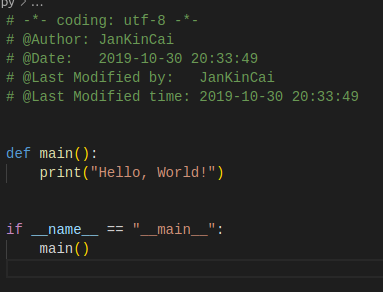 py > ...
# -*- coding: utf-8 -*-
# @Author: JanKinCai
# @Date:   2019-10-30 20:33:49
# @Last Modified by:   JanKinCai
# @Last Modified time: 2019-10-30 20:33:49
def main():
    print("Hello, World!")
if __name__ == "__main__":
    main()